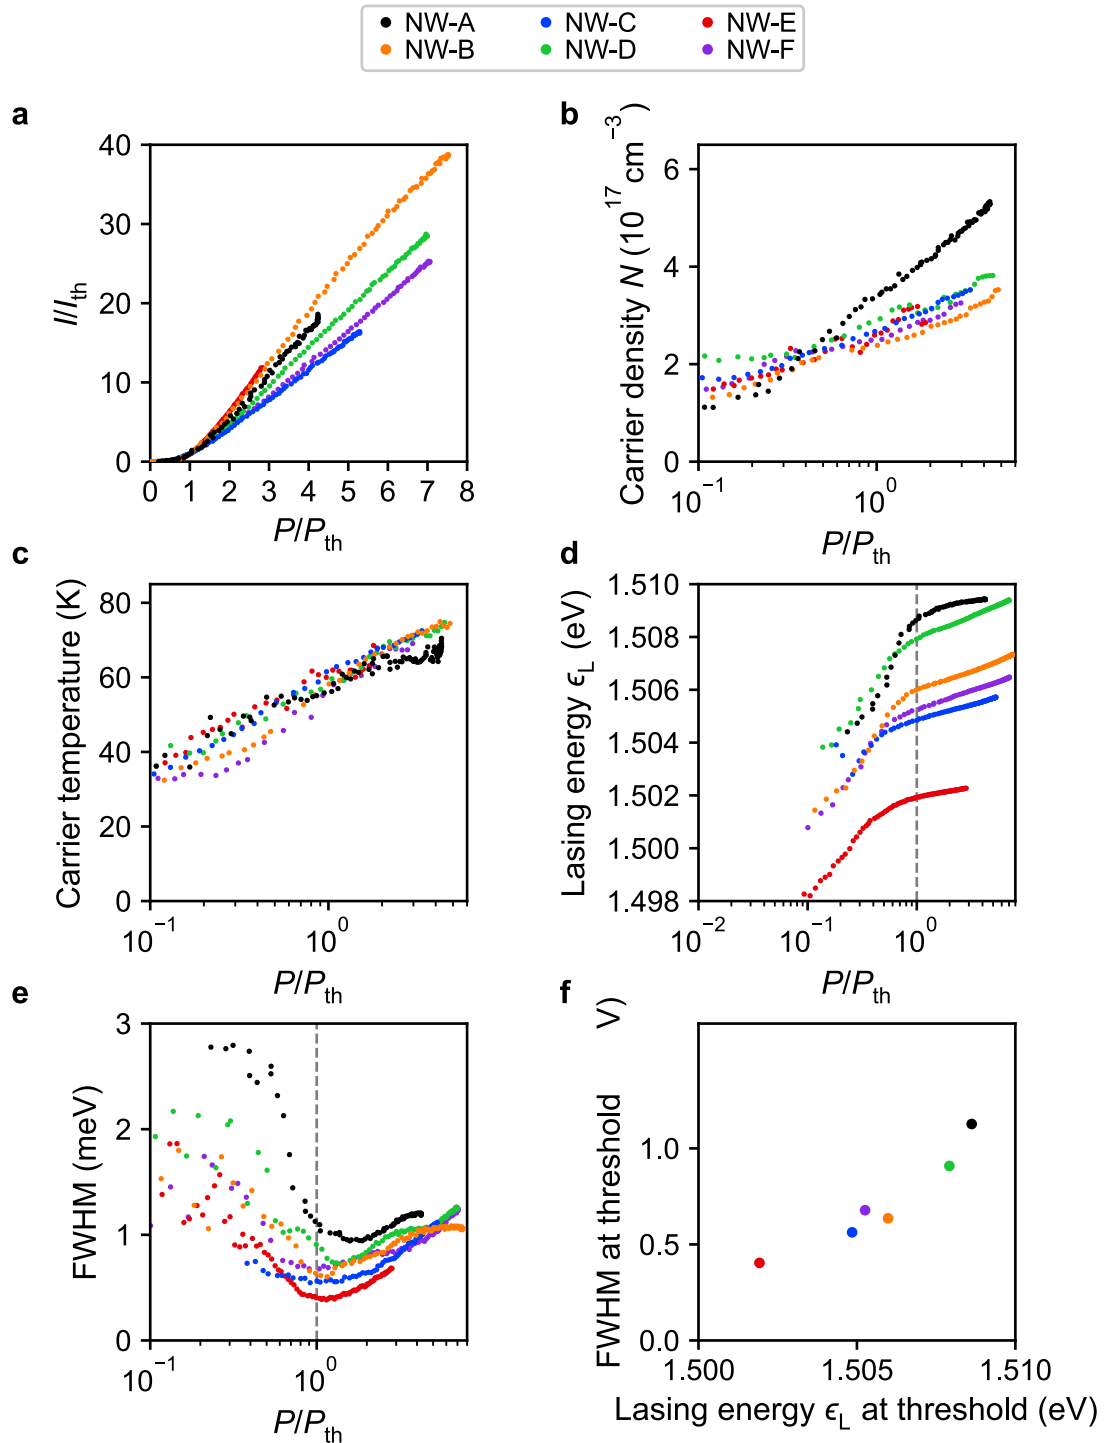 NW-A NW-C NW-E
NW-B NW-D NW-F
a
40
30
20
10
0
I/Ith
0 1 2 3 4 5 6 7 8
P/Pth
b
6
4
2
0
Carrier density N (10^17 cm^−3)
10^−1 10^0
P/Pth
c
80
60
40
20
0
Carrier temperature (K)
10^−1 10^0
P/Pth
d
1.510
1.508
1.506
1.504
1.502
1.500
1.498
Lasing energy ϵL (eV)
10^−2 10^−1 10^0
P/Pth
e
3
2
1
0
FWHM (meV)
10^−1 10^0
P/Pth
f
1.0
0.5
0.0
FWHM at threshold
V)
1.500 1.505 1.510
Lasing energy ϵL at threshold (eV)